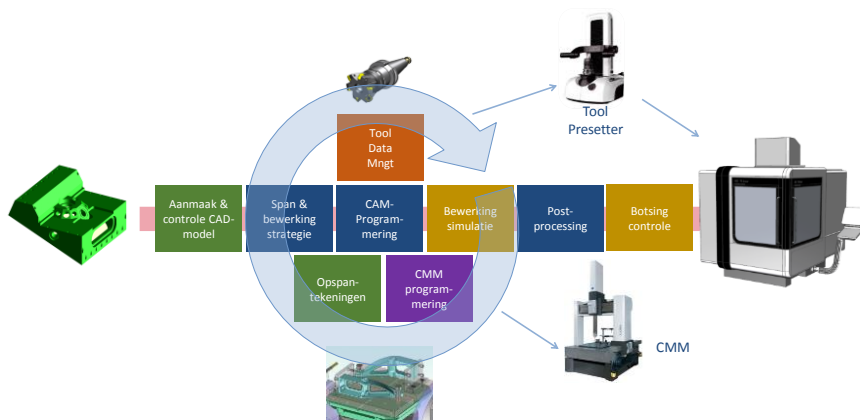 Tool
Presetter
Tool
Data
Mngt
Aanmaak &
controle CAD-
model
Span &
bewerking
strategie
CAM-
Program-
mering
Bewerking
simulatie
Post-
processing
Botsing
controle
Opspan-
tekeningen
CMM
program-
mering
CMM